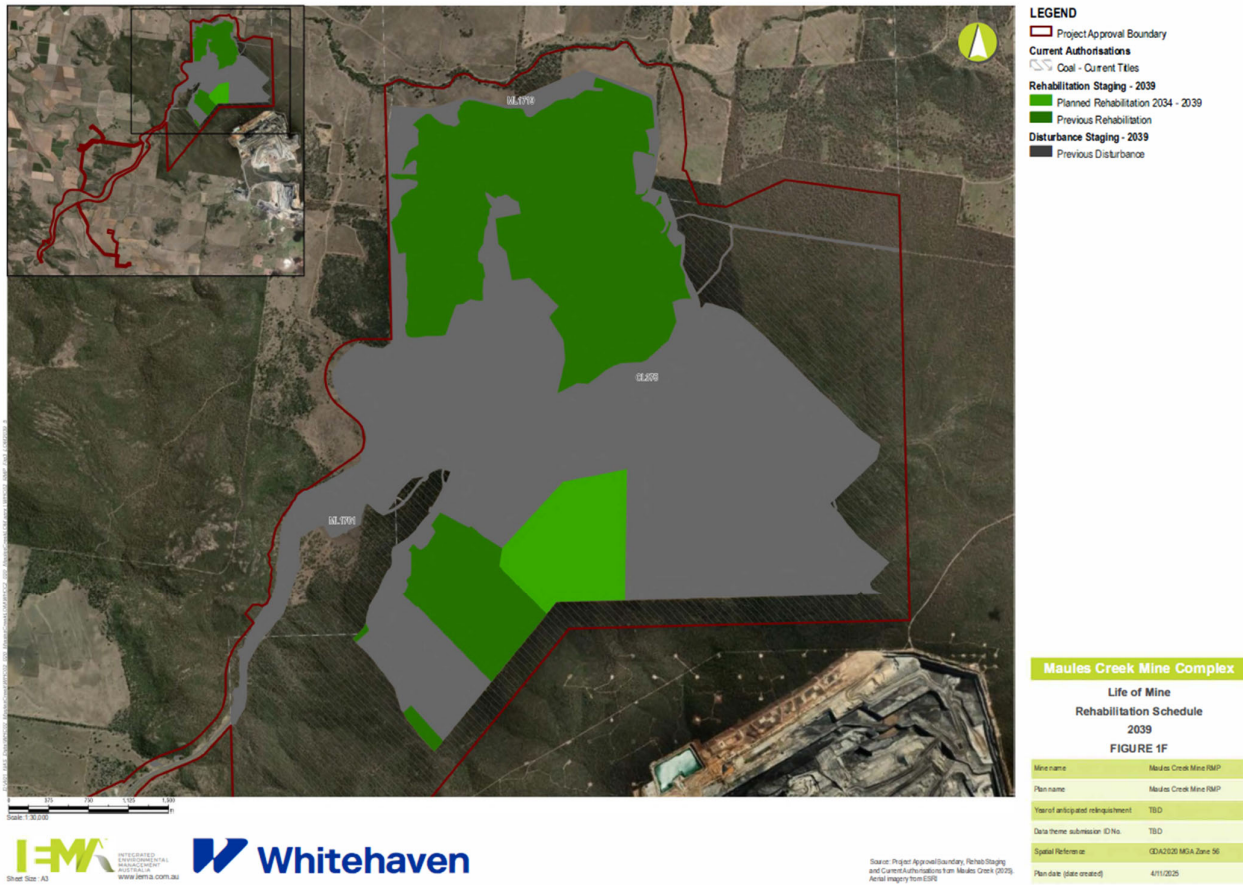 LEGEND
Project Approval Boundary
Current Authorisations
Coal - Current Titles
Rehabilitation Staging - 2039
Planned Rehabilitation 2034 - 2039
Previous Rehabilitation
Disturbance Staging - 2039
Previous Disturbance
CL375
ML1701
0 375 750 1,125 1,500
m
Scale: 1:30,000
IEMA
INTEGRATED
ENVIRONMENTAL
MANAGEMENT
AUSTRALIA
www.iema.com.au
Sheet Size : A3
Whitehaven
Source: Project Approval Boundary, Rehab Staging
and Current Authorisations from Maules Creek (2025).
Aerial imagery from ESRI
Maules Creek Mine Complex
Life of Mine
Rehabilitation Schedule
2039
FIGURE 1F
Mine name Maules Creek Mine RMP
Plan name Maules Creek Mine RMP
Year of anticipated relinquishment TBD
Data theme submission ID No. TBD
Spatial Reference GDA2020 MGA Zone 56
Plan date (date created) 4/11/2025